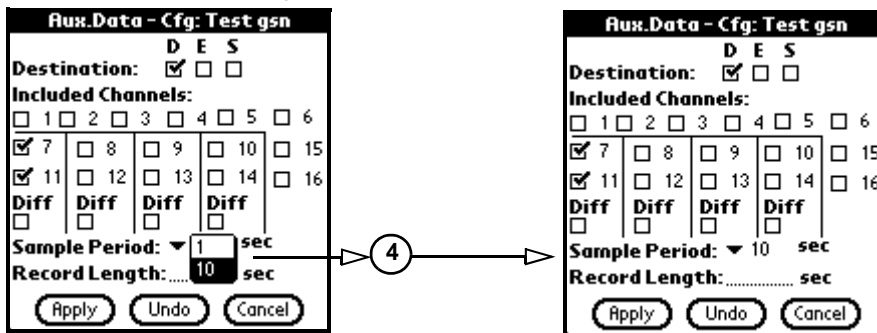 Aux.Data - Cfg: Test gsn
D E S
Destination:
Included Channels:
1 2 3 4 5 6
7 8 9 10 15
11 12 13 14 16
Diff Diff Diff Diff
Sample Period: 1 sec
10
Record Length: ..... sec
Apply Undo Cancel
4
Aux.Data - Cfg: Test gsn
D E S
Destination:
Included Channels:
1 2 3 4 5 6
7 8 9 10 15
11 12 13 14 16
Diff Diff Diff Diff
Sample Period: 10 sec
Record Length: ............... sec
Apply Undo Cancel